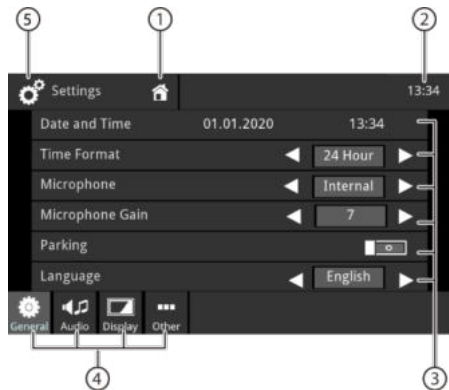 5 1 2
Settings 13:34
Date and Time 01.01.2020 13:34
Time Format 24 Hour
Microphone Internal
Microphone Gain 7
Parking
Language English
General Audio Display Other
4 3